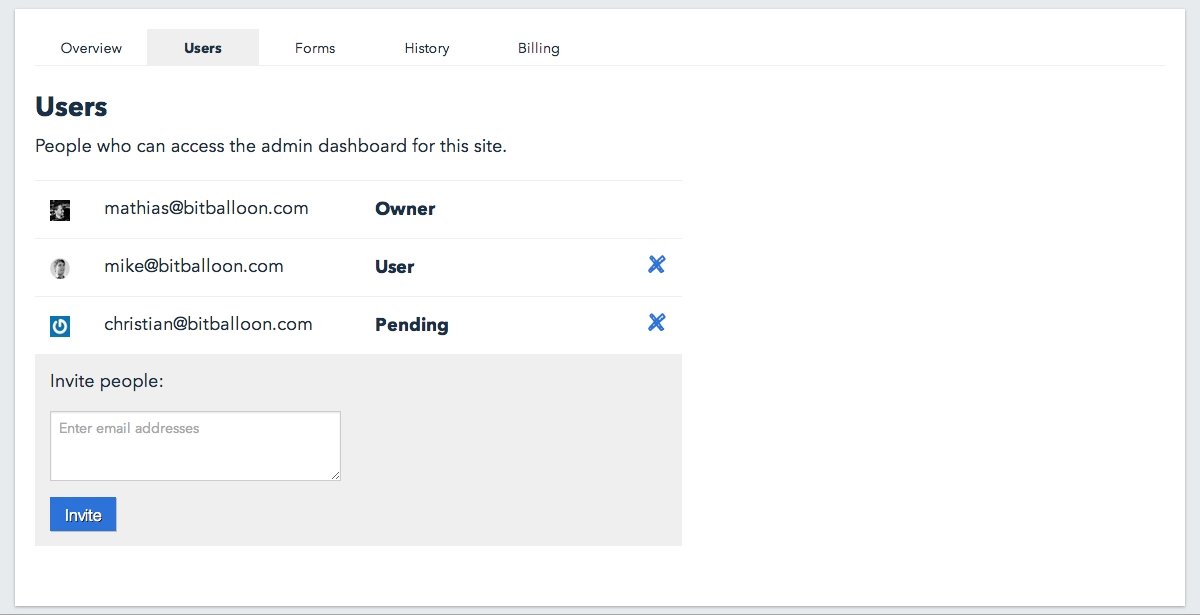 Overview Users Forms History Billing
Users
People who can access the admin dashboard for this site.
mathias@bitballoon.com Owner
mike@bitballoon.com User
christian@bitballoon.com Pending
Invite people:
Enter email addresses
Invite